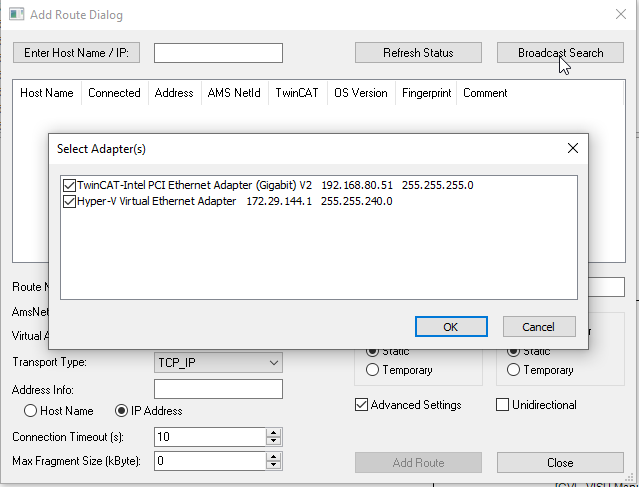 Add Route Dialog
Enter Host Name / IP:
Refresh Status
Broadcast Search
Host Name Connected Address AMS NetId TwinCAT OS Version Fingerprint Comment
Select Adapter(s)
TwinCAT-Intel PCI Ethernet Adapter (Gigabit) V2 192.168.80.51 255.255.255.0
Hyper-V Virtual Ethernet Adapter 172.29.144.1 255.255.240.0
OK
Cancel
Route N
AmsNet
Virtual A
Static
Static
Transport Type: TCP_IP
Temporary
Temporary
Address Info:
Host Name
IP Address
Advanced Settings
Unidirectional
Connection Timeout (s): 10
Max Fragment Size (kByte): 0
Add Route
Close